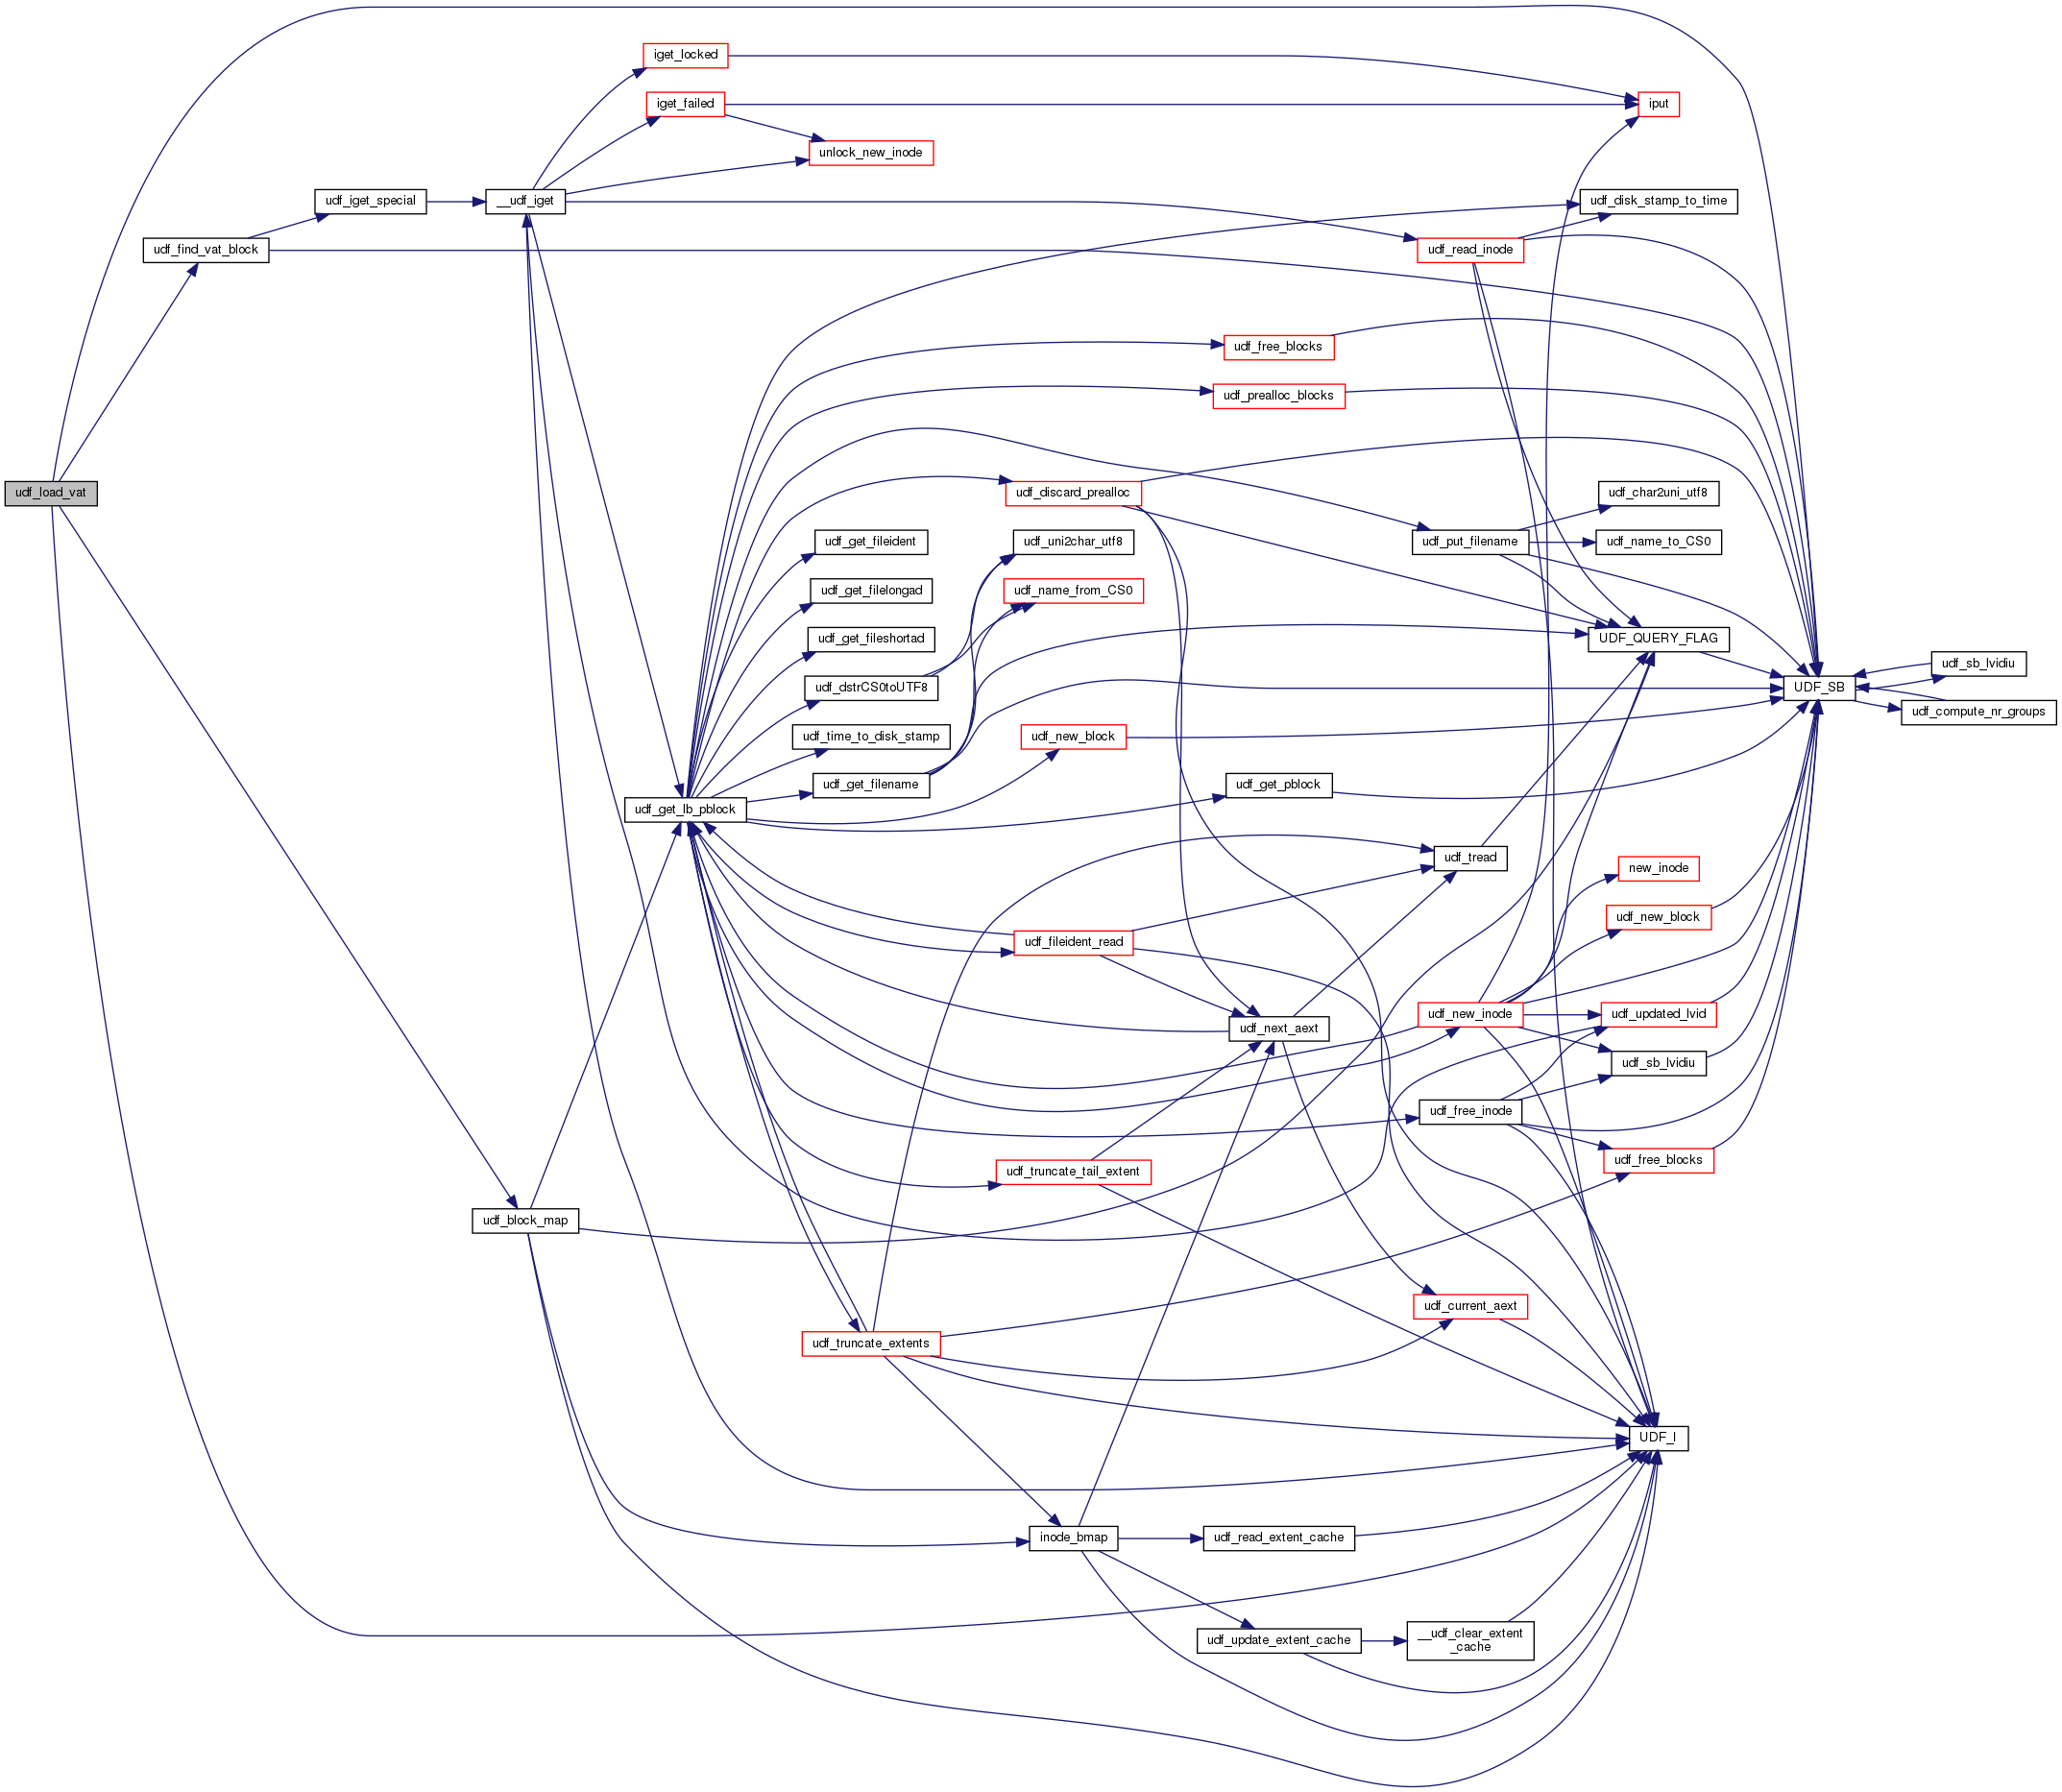 iget_locked
iget_failed
iput
unlock_new_inode
udf_iget_special
__udf_iget
udf_disk_stamp_to_time
udf_find_vat_block
udf_read_inode
udf_free_blocks
udf_prealloc_blocks
udf_load_vat
udf_discard_prealloc
udf_char2uni_utf8
udf_get_fileident
udf_uni2char_utf8
udf_put_filename
udf_name_to_CS0
udf_get_filelongad
udf_name_from_CS0
udf_get_fileshortad
UDF_QUERY_FLAG
udf_sb_lvidiu
udf_dstrCS0toUTF8
UDF_SB
udf_compute_nr_groups
udf_time_to_disk_stamp
udf_new_block
udf_get_filename
udf_get_pblock
udf_get_lb_pblock
udf_tread
new_inode
udf_new_block
udf_fileident_read
udf_new_inode
udf_updated_lvid
udf_next_aext
udf_sb_lvidiu
udf_free_inode
udf_free_blocks
udf_truncate_tail_extent
udf_block_map
udf_current_aext
udf_truncate_extents
UDF_I
inode_bmap
udf_read_extent_cache
udf_update_extent_cache
__udf_clear_extent
_cache